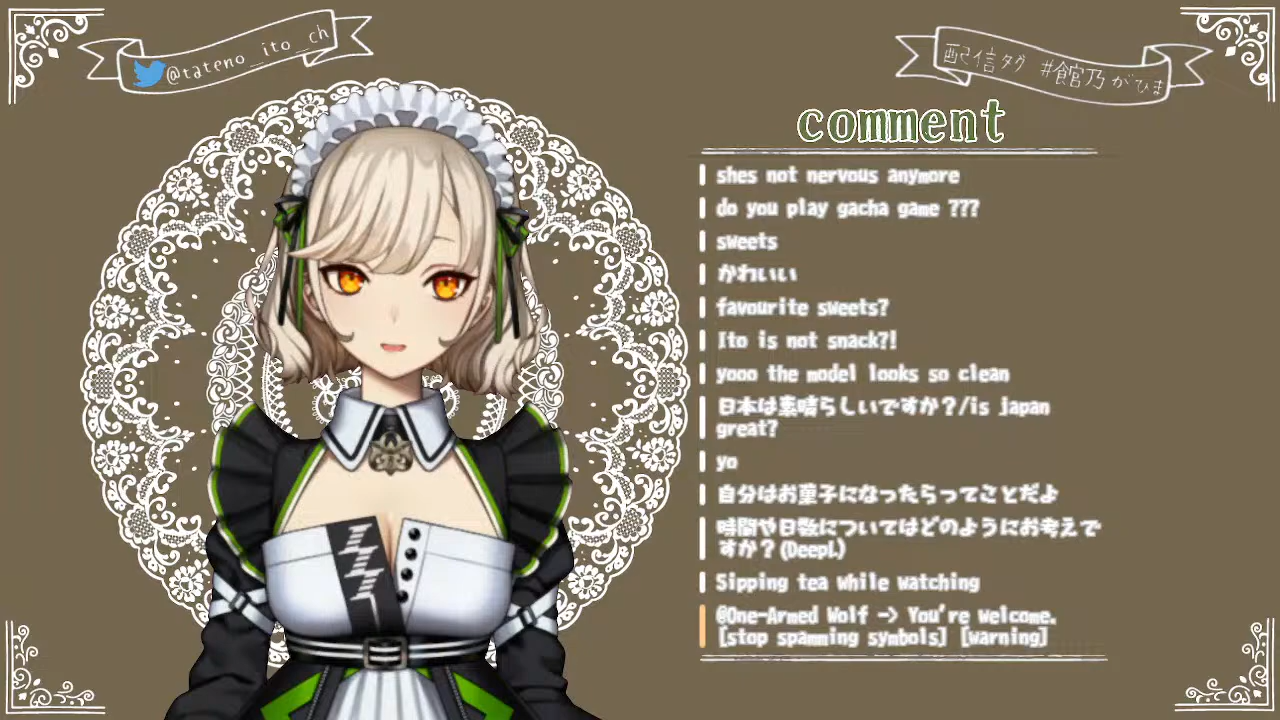 @tateno_ito_ch
配信タグ #館乃がひま
comment
shes not nervous anymore
do you play gacha game ???
sweets
かわいい
favourite sweets?
Ito is not snack?!
yooo the model looks so clean
日本は素晴らしいですか？/is japan
great?
yo
自分はお菓子になったらってことだよ
時間や日数についてはどのようにお考えで
すか？(DeepL)
Sipping tea while watching
@One-Armed Wolf -> You're welcome.
[stop spamming symbols] [warning]